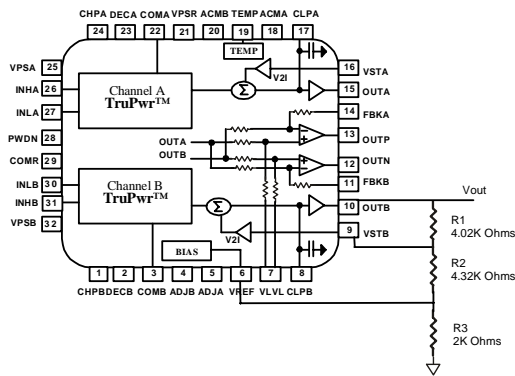 CHPA DECA COMA VPSR ACMB TEMP ACMA CLPA
24 23 22 21 20 19 18 17
TEMP
VPSA 25
INHA 26
INLA 27
PWDN 28
COMR 29
INLB 30
INHB 31
VPSB 32
Channel A
TruPwr™
Σ
V2I
OUTA
OUTB
Channel B
TruPwr™
Σ
V2I
BIAS
16 VSTA
15 OUTA
14 FBKA
13 OUTP
12 OUTN
11 FBKB
10 OUTB
9 VSTB
1 2 3 4 5 6 7 8
CHPB DECB COMB ADJB ADJA VREF VLVL CLPB
Vout
R1
4.02K Ohms
R2
4.32K Ohms
R3
2K Ohms